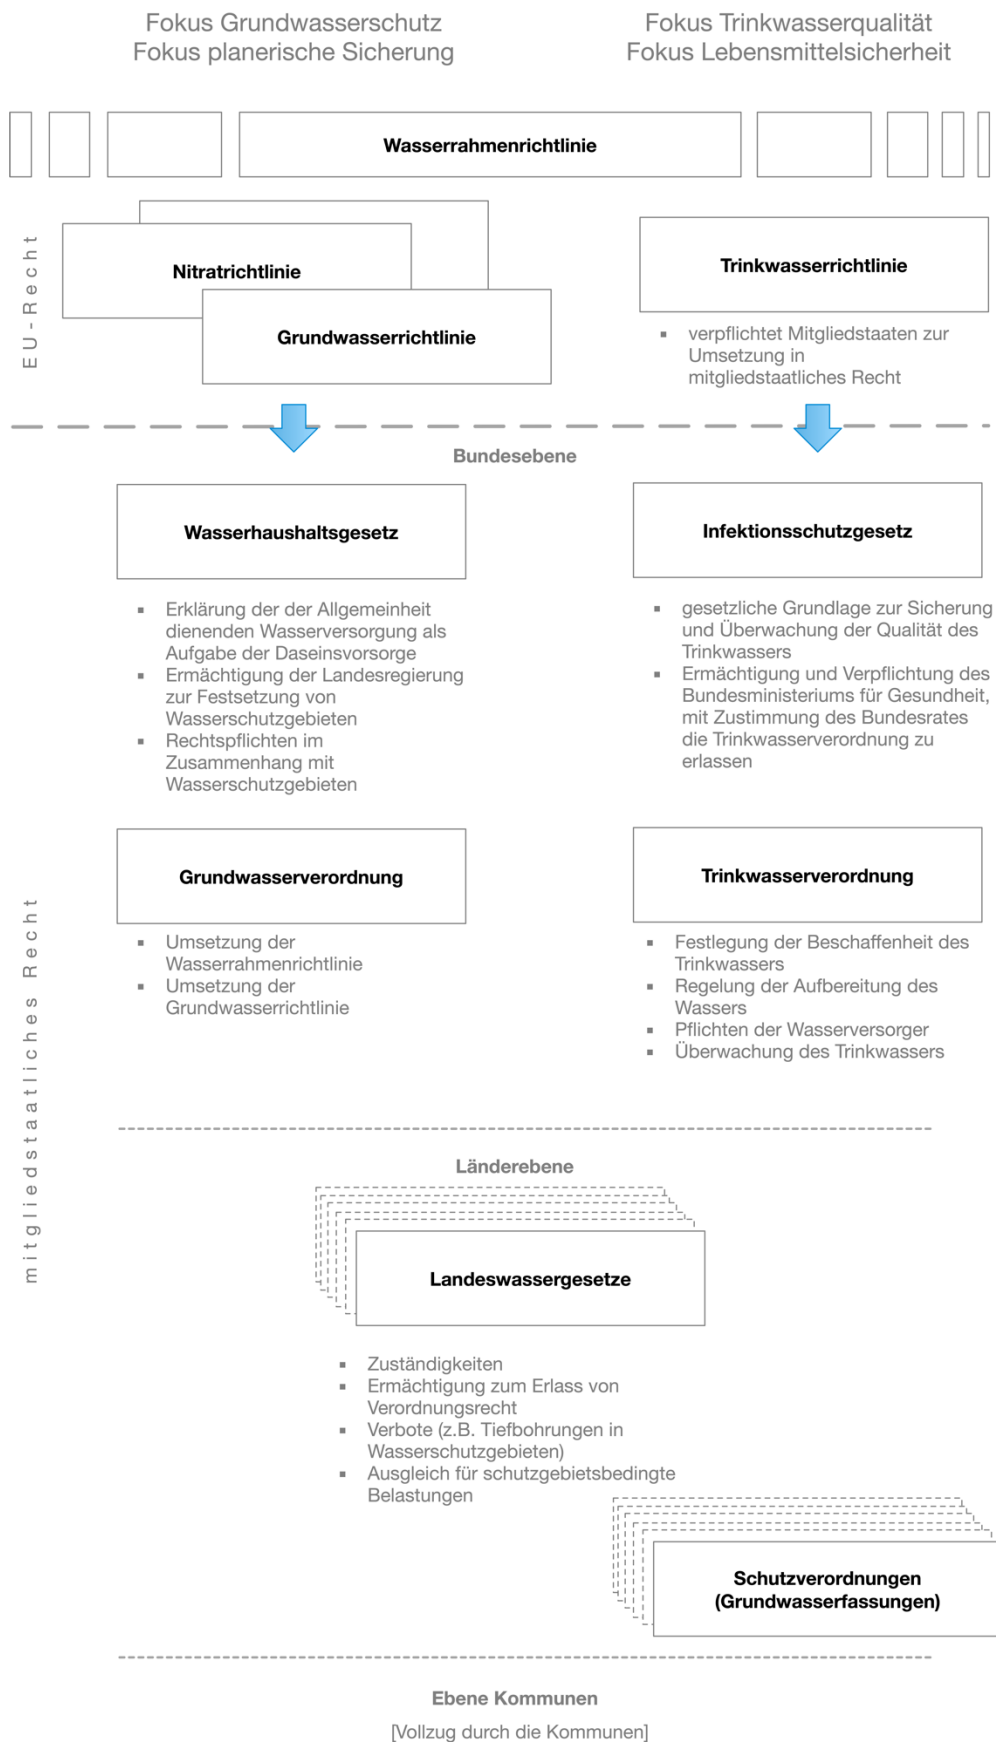 Fokus Grundwasserschutz
Fokus planerische Sicherung
Fokus Trinkwasserqualität
Fokus Lebensmittelsicherheit
Wasserrahmenrichtlinie
EU-Recht
Nitratrichtlinie
Grundwasserrichtlinie
Trinkwasserrichtlinie
▪ verpflichtet Mitgliedstaaten zur
Umsetzung in
mitgliedstaatliches Recht
Bundesebene
mitgliedstaatliches Recht
Wasserhaushaltsgesetz
▪ Erklärung der der Allgemeinheit
dienenden Wasserversorgung als
Aufgabe der Daseinsvorsorge
▪ Ermächtigung der Landesregierung
zur Festsetzung von
Wasserschutzgebieten
▪ Rechtspflichten im
Zusammenhang mit
Wasserschutzgebieten
Infektionsschutzgesetz
▪ gesetzliche Grundlage zur Sicherung
und Überwachung der Qualität des
Trinkwassers
▪ Ermächtigung und Verpflichtung des
Bundesministeriums für Gesundheit,
mit Zustimmung des Bundesrates
die Trinkwasserverordnung zu
erlassen
Grundwasserverordnung
▪ Umsetzung der
Wasserrahmenrichtlinie
▪ Umsetzung der
Grundwasserrichtlinie
Trinkwasserverordnung
▪ Festlegung der Beschaffenheit des
Trinkwassers
▪ Regelung der Aufbereitung des
Wassers
▪ Pflichten der Wasserversorger
▪ Überwachung des Trinkwassers
Länderebene
Landeswassergesetze
▪ Zuständigkeiten
▪ Ermächtigung zum Erlass von
Verordnungsrecht
▪ Verbote (z.B. Tiefbohrungen in
Wasserschutzgebieten)
▪ Ausgleich für schutzgebietsbedingte
Belastungen
Schutzverordnungen
(Grundwasserfassungen)
Ebene Kommunen
[Vollzug durch die Kommunen]